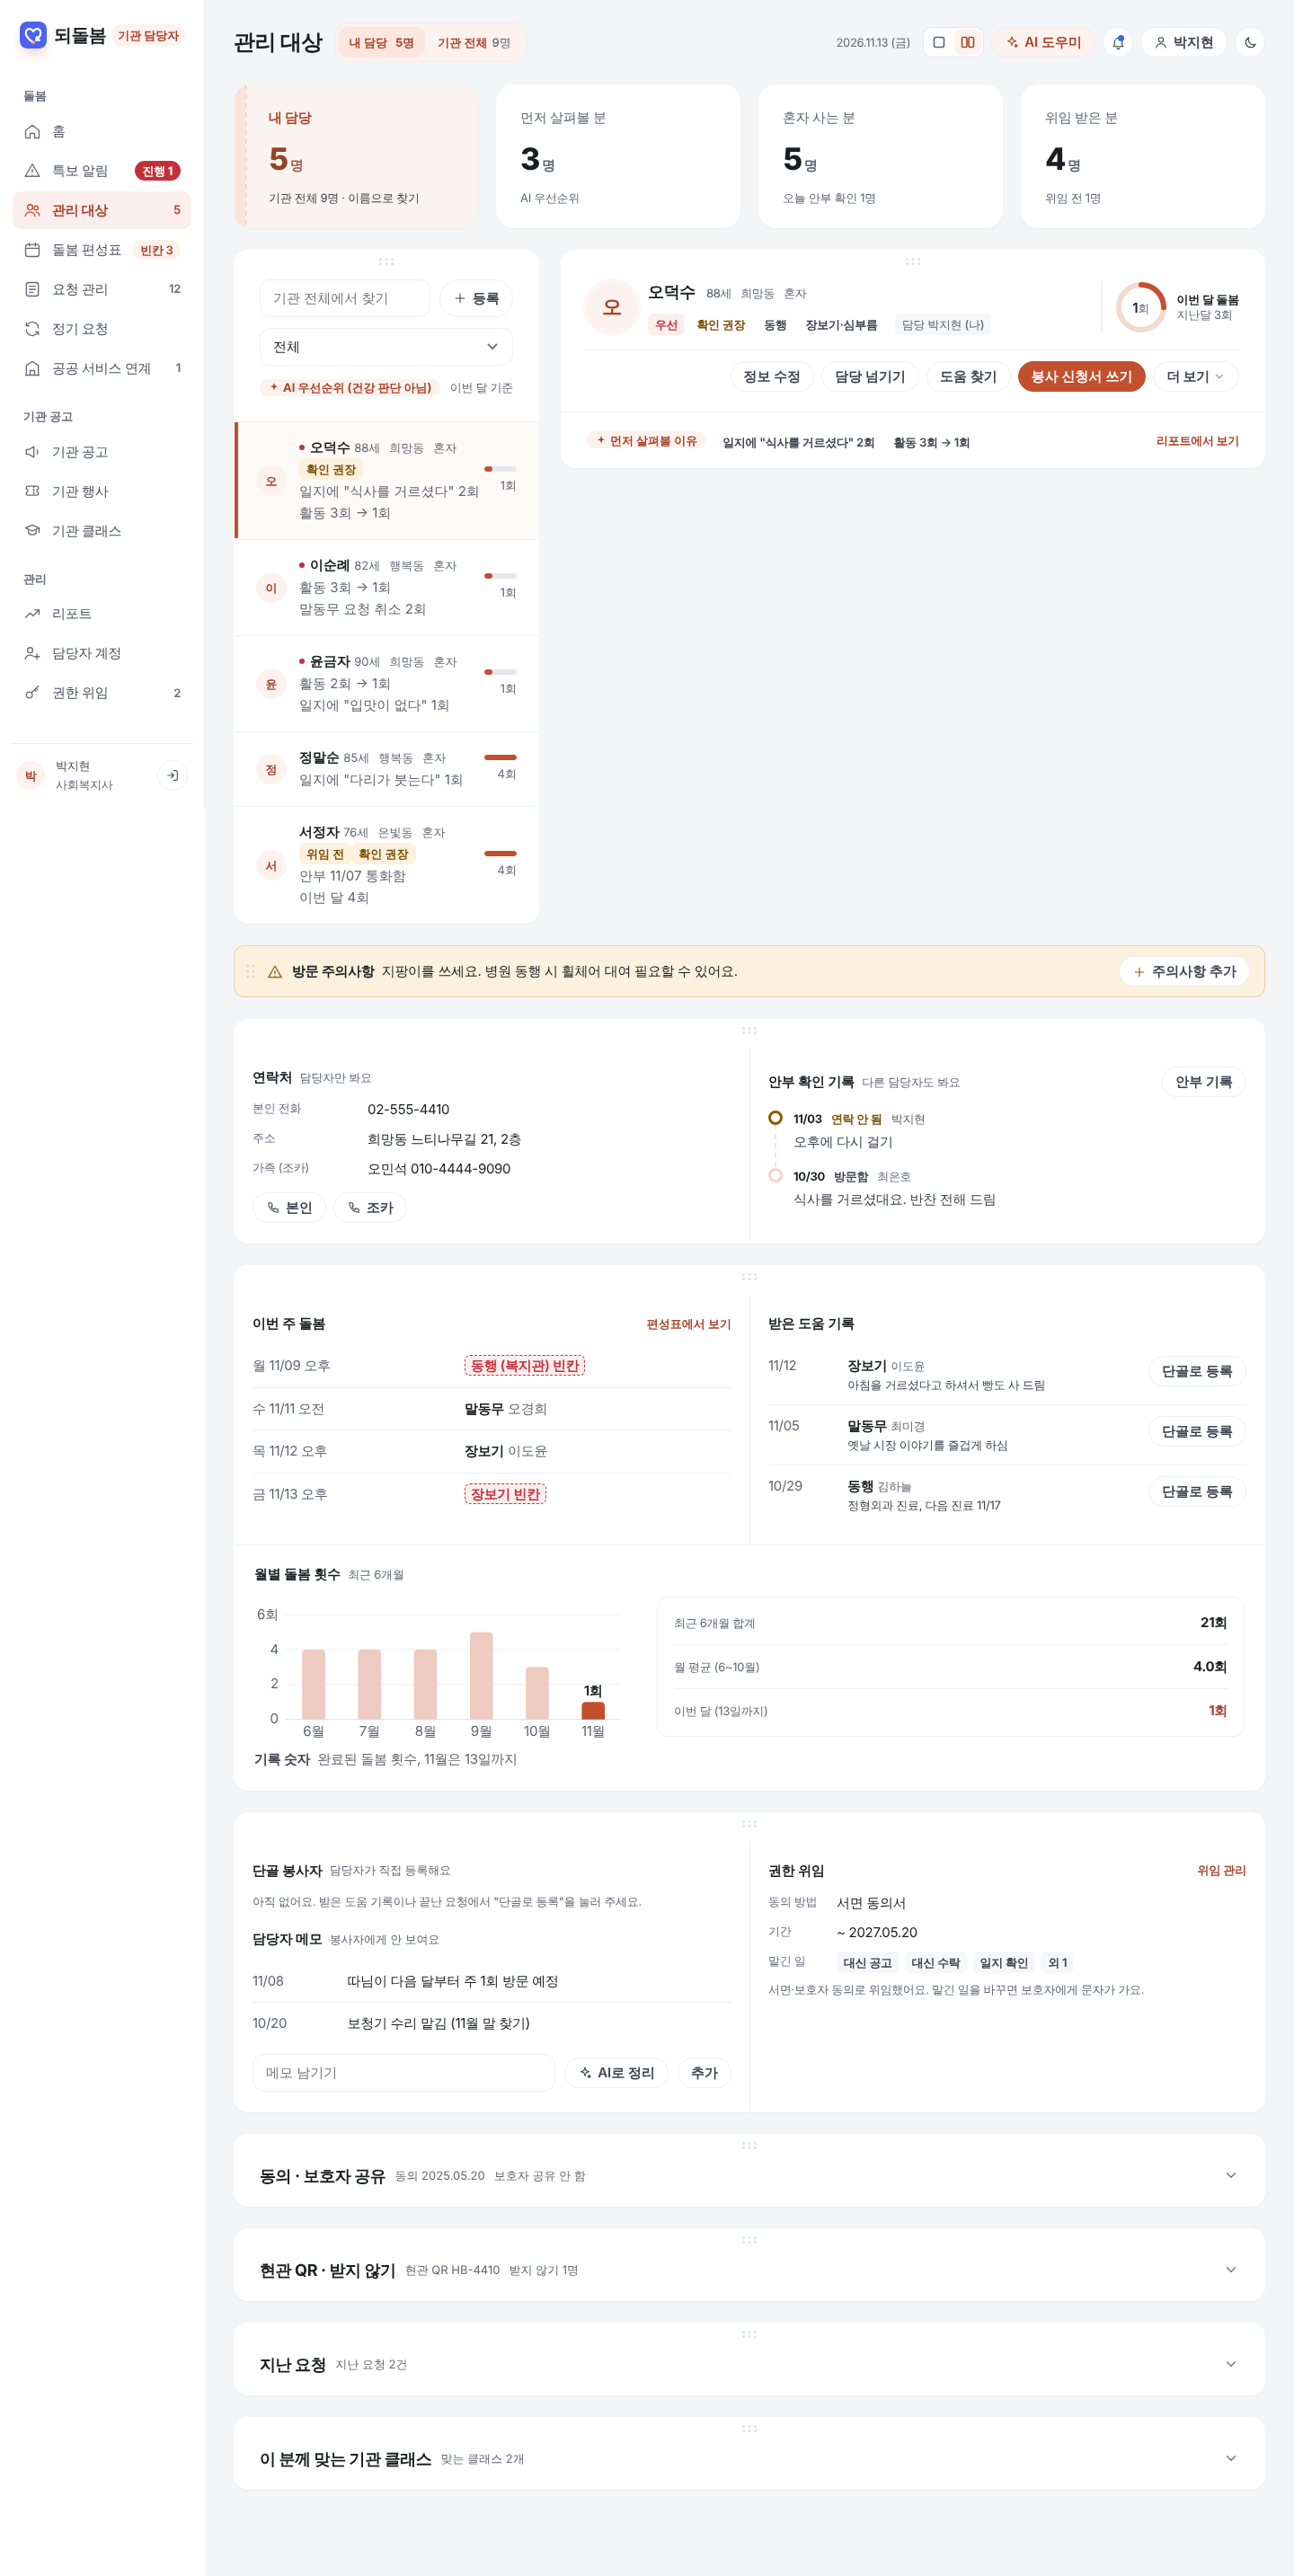 되돌봄 기관 담당자
돌봄
홈
특보 알림 진행 1
관리 대상 5
돌봄 편성표 빈칸 3
요청 관리 12
정기 요청
공공 서비스 연계 1
기관 공고
기관 공고
기관 행사
기관 클래스
관리
리포트
담당자 계정
권한 위임 2
박 박지현
사회복지사
관리 대상 내 담당 5명 기관 전체 9명
2026.11.13 (금) AI 도우미 박지현
내 담당
5명
기관 전체 9명 · 이름으로 찾기
먼저 살펴볼 분
3명
AI 우선순위
혼자 사는 분
5명
오늘 안부 확인 1명
위임 받은 분
4명
위임 전 1명
기관 전체에서 찾기 + 등록
전체
AI 우선순위 (건강 판단 아님) 이번 달 기준
오 오덕수 88세 희망동 혼자
확인 권장
일지에 "식사를 거르셨다" 2회
활동 3회 → 1회
1회
이 이순례 82세 행복동 혼자
활동 3회 → 1회
말동무 요청 취소 2회
1회
윤 윤금자 90세 희망동 혼자
활동 2회 → 1회
일지에 "입맛이 없다" 1회
1회
정 정말순 85세 행복동 혼자
일지에 "다리가 붓는다" 1회
4회
서 서정자 76세 은빛동 혼자
위임 전 확인 권장
안부 11/07 통화함
이번 달 4회
4회
오 오덕수 88세 희망동 혼자
우선 확인 권장 동행 장보기·심부름 담당 박지현 (나)
1회 이번 달 돌봄
지난달 3회
정보 수정 담당 넘기기 도움 찾기 봉사 신청서 쓰기 더 보기
먼저 살펴볼 이유 일지에 "식사를 거르셨다" 2회 활동 3회 → 1회 리포트에서 보기
방문 주의사항 지팡이를 쓰세요. 병원 동행 시 휠체어 대여 필요할 수 있어요. + 주의사항 추가
연락처 담당자만 봐요
본인 전화 02-555-4410
주소 희망동 느티나무길 21, 2층
가족 (조카) 오민석 010-4444-9090
본인 조카
안부 확인 기록 다른 담당자도 봐요 안부 기록
11/03 연락 안 됨 박지현
오후에 다시 걸기
10/30 방문함 최은호
식사를 거르셨대요. 반찬 전해 드림
이번 주 돌봄 편성표에서 보기
월 11/09 오후 동행 (복지관) 빈칸
수 11/11 오전 말동무 오경희
목 11/12 오후 장보기 이도윤
금 11/13 오후 장보기 빈칸
받은 도움 기록
11/12 장보기 이도윤 단골로 등록
아침을 거르셨다고 하셔서 빵도 사 드림
11/05 말동무 최미경 단골로 등록
옛날 시장 이야기를 즐겁게 하심
10/29 동행 김하늘 단골로 등록
정형외과 진료, 다음 진료 11/17
월별 돌봄 횟수 최근 6개월
6회
4
2
0
1회
6월 7월 8월 9월 10월 11월
기록 숫자 완료된 돌봄 횟수, 11월은 13일까지
최근 6개월 합계 21회
월 평균 (6~10월) 4.0회
이번 달 (13일까지) 1회
단골 봉사자 담당자가 직접 등록해요
아직 없어요. 받은 도움 기록이나 끝난 요청에서 "단골로 등록"을 눌러 주세요.
담당자 메모 봉사자에게 안 보여요
11/08 따님이 다음 달부터 주 1회 방문 예정
10/20 보청기 수리 맡김 (11월 말 찾기)
메모 남기기 AI로 정리 추가
권한 위임 위임 관리
동의 방법 서면 동의서
기간 ~ 2027.05.20
맡긴 일 대신 공고 대신 수락 일지 확인 외 1
서면·보호자 동의로 위임했어요. 맡긴 일을 바꾸면 보호자에게 문자가 가요.
동의 · 보호자 공유 동의 2025.05.20 보호자 공유 안 함
현관 QR · 받지 않기 현관 QR HB-4410 받지 않기 1명
지난 요청 지난 요청 2건
이 분께 맞는 기관 클래스 맞는 클래스 2개